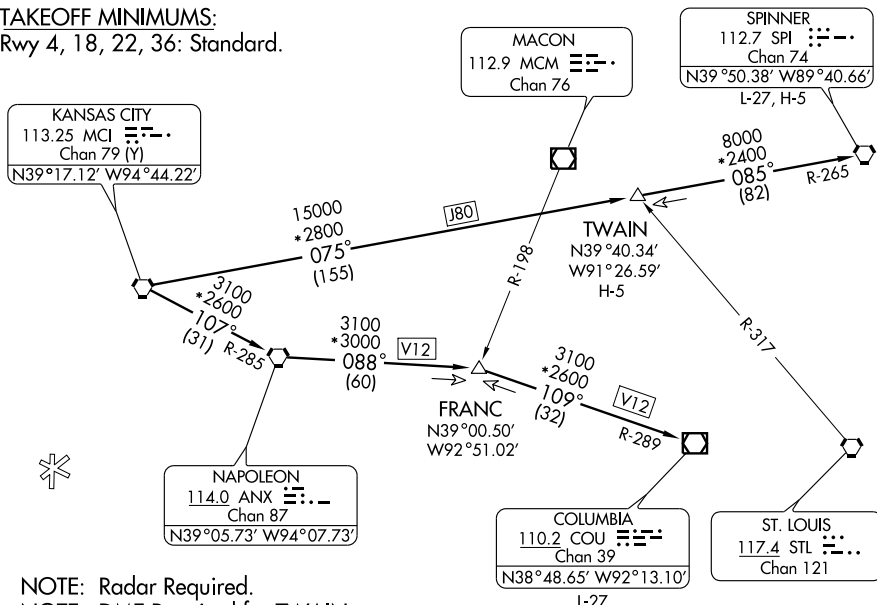 TAKEOFF MINIMUMS:
Rwy 4, 18, 22, 36: Standard.
MACON
112.9 MCM
Chan 76
SPINNER
112.7 SPI
Chan 74
N39°50.38' W89°40.66'
L-27, H-5
KANSAS CITY
113.25 MCI
Chan 79 (Y)
N39°17.12' W94°44.22'
8000
*2400
085°
(82)
R-265
15000
*2800
075°
(155)
J80
TWAIN
N39°40.34'
W91°26.59'
H-5
R-198
3100
*2600
107°
(31)
R-285
3100
*3000
088°
(60)
V12
R-317
3100
*2600
109°
(32)
V12
R-289
FRANC
N39°00.50'
W92°51.02'
NAPOLEON
114.0 ANX
Chan 87
N39°05.73' W94°07.73'
COLUMBIA
110.2 COU
Chan 39
N38°48.65' W92°13.10'
L-27
ST. LOUIS
117.4 STL
Chan 121
NOTE: Radar Required.